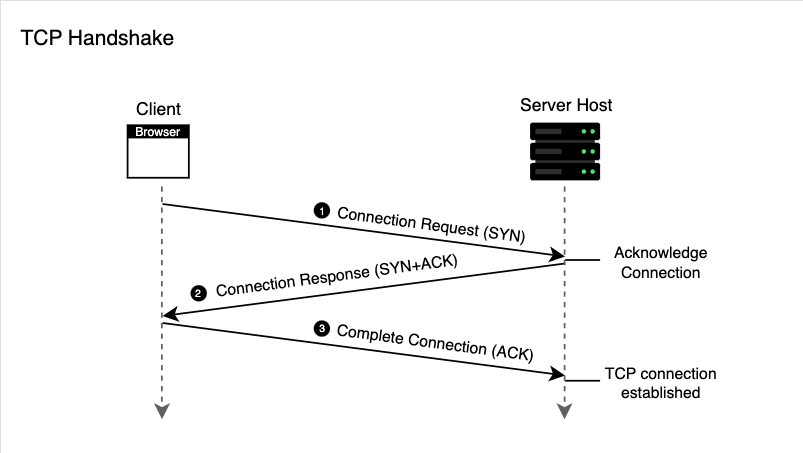 TCP Handshake
Client
Browser
Server Host
1 Connection Request (SYN)
Acknowledge
Connection
2 Connection Response (SYN+ACK)
3 Complete Connection (ACK)
TCP connection
established